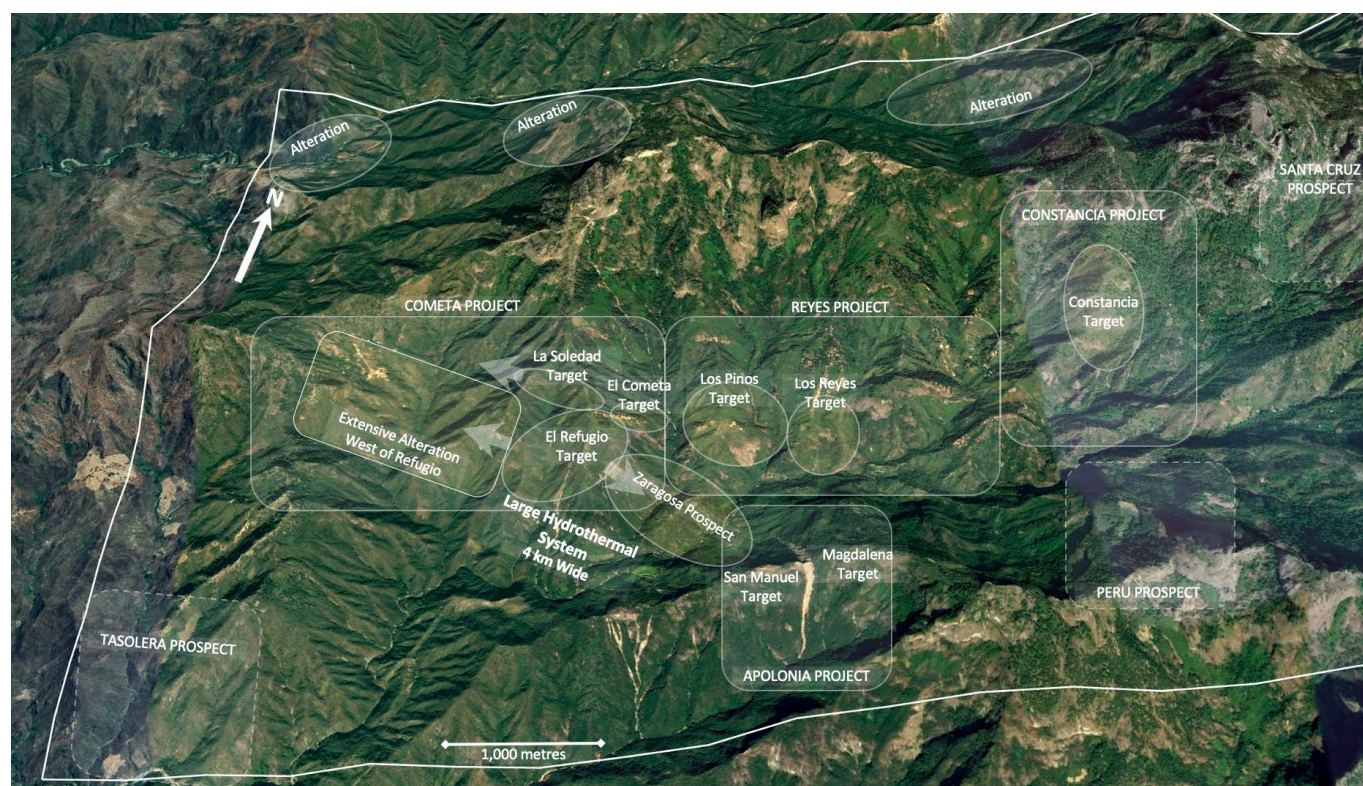 Alteration
Alteration
Alteration
N
SANTA CRUZ
PROSPECT
CONSTANCIA PROJECT
Constancia
Target
COMETA PROJECT
REYES PROJECT
La Soledad
Target
El Cometa
Target
Los Pinos
Target
Los Reyes
Target
Extensive Alteration
West of Refugio
El Refugio
Target
Zaragosa Prospect
Large Hydrothermal
System
4 km Wide
San Manuel
Target
Magdalena
Target
APOLONIA PROJECT
PERU PROSPECT
TASOLERA PROSPECT
1,000 metres